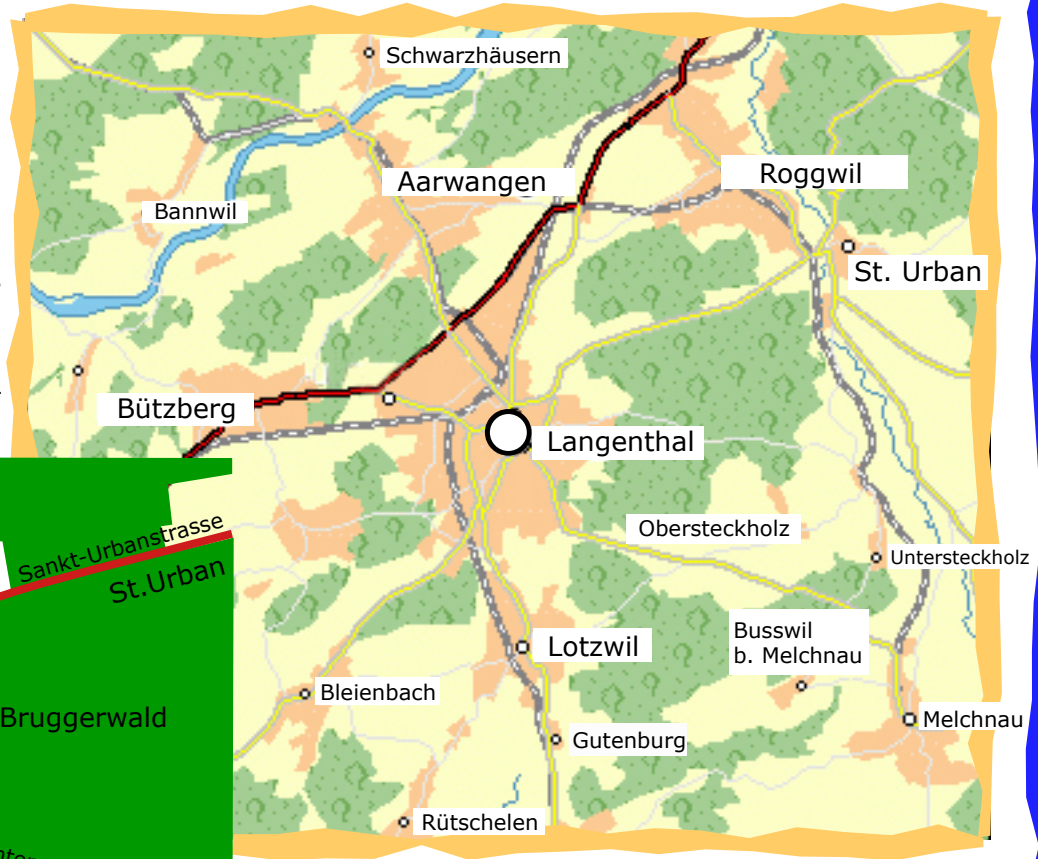 Schwarzhäusern
Aarwangen
Roggwil
Bannwil
St. Urban
Bützberg
Langenthal
Sankt-Urbanstrasse
St.Urban
Obersteckholz
Untersteckholz
Busswil
b. Melchnau
Lotzwil
Bleienbach
Bruggerwald
Melchnau
Gutenburg
Rütschelen